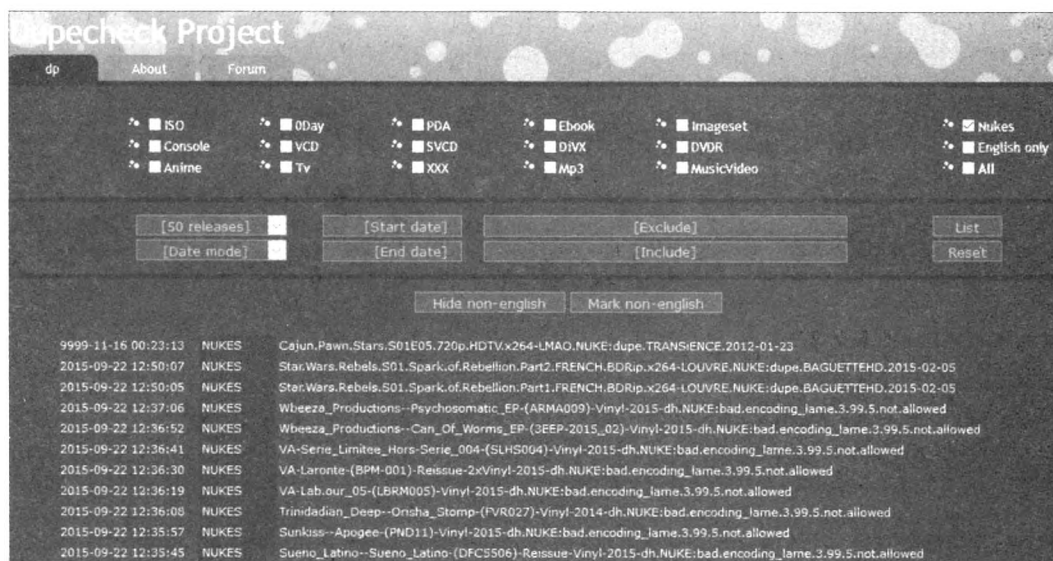 Dupecheck Project
dp About Forum
ISO 0Day PDA Ebook Imageset Nukes
Console VCD SVCD DiVX DVDR English only
Anime Tv XXX Mp3 MusicVideo All
[50 releases] [Start date] [Exclude] List
[Date mode] [End date] [Include] Reset
Hide non-english Mark non-english
9999-11-16 00:23:13 NUKES Cajun.Pawn.Stars.S01E05.720p.HDTV.x264-LMAO.NUKE:dupe.TRANSiENCE.2012-01-23
2015-09-22 12:50:07 NUKES Star.Wars.Rebels.S01.Spark.of.Rebellion.Part2.FRENCH.BDRip.x264-LOUVRE.NUKE:dupe.BAGUETTEHD.2015-02-05
2015-09-22 12:50:05 NUKES Star.Wars.Rebels.S01.Spark.of.Rebellion.Part1.FRENCH.BDRip.x264-LOUVRE.NUKE:dupe.BAGUETTEHD.2015-02-05
2015-09-22 12:37:06 NUKES Wbeeza_Productions--Psychosomatic_EP-(ARMA009)-Vinyl-2015-dh.NUKE:bad.encoding_lame.3.99.5.not.allowed
2015-09-22 12:36:52 NUKES Wbeeza_Productions--Can_Of_Worms_EP-(3EEP-2015_02)-Vinyl-2015-dh.NUKE:bad.encoding_lame.3.99.5.not.allowed
2015-09-22 12:36:41 NUKES VA-Serie_Limitee_Hors-Serie_004-(SLHS004)-Vinyl-2015-dh.NUKE:bad.encoding_lame.3.99.5.not.allowed
2015-09-22 12:36:30 NUKES VA-Laronte-(BPM-001)-Reissue-2xVinyl-2015-dh.NUKE:bad.encoding_lame.3.99.5.not.allowed
2015-09-22 12:36:19 NUKES VA-Lab.our_05-(LBRM005)-Vinyl-2015-dh.NUKE:bad.encoding_lame.3.99.5.not.allowed
2015-09-22 12:36:08 NUKES Trinidadian_Deep--Orisha_Stomp-(FVR027)-Vinyl-2014-dh.NUKE:bad.encoding_lame.3.99.5.not.allowed
2015-09-22 12:35:57 NUKES Sunkiss--Apogee-(PND11)-Vinyl-2015-dh.NUKE:bad.encoding_lame.3.99.5.not.allowed
2015-09-22 12:35:45 NUKES Sueno_Latino--Sueno_Latino-(DFCS506)-Reissue-Vinyl-2015-dh.NUKE:bad.encoding_lame.3.99.5.not.allowed